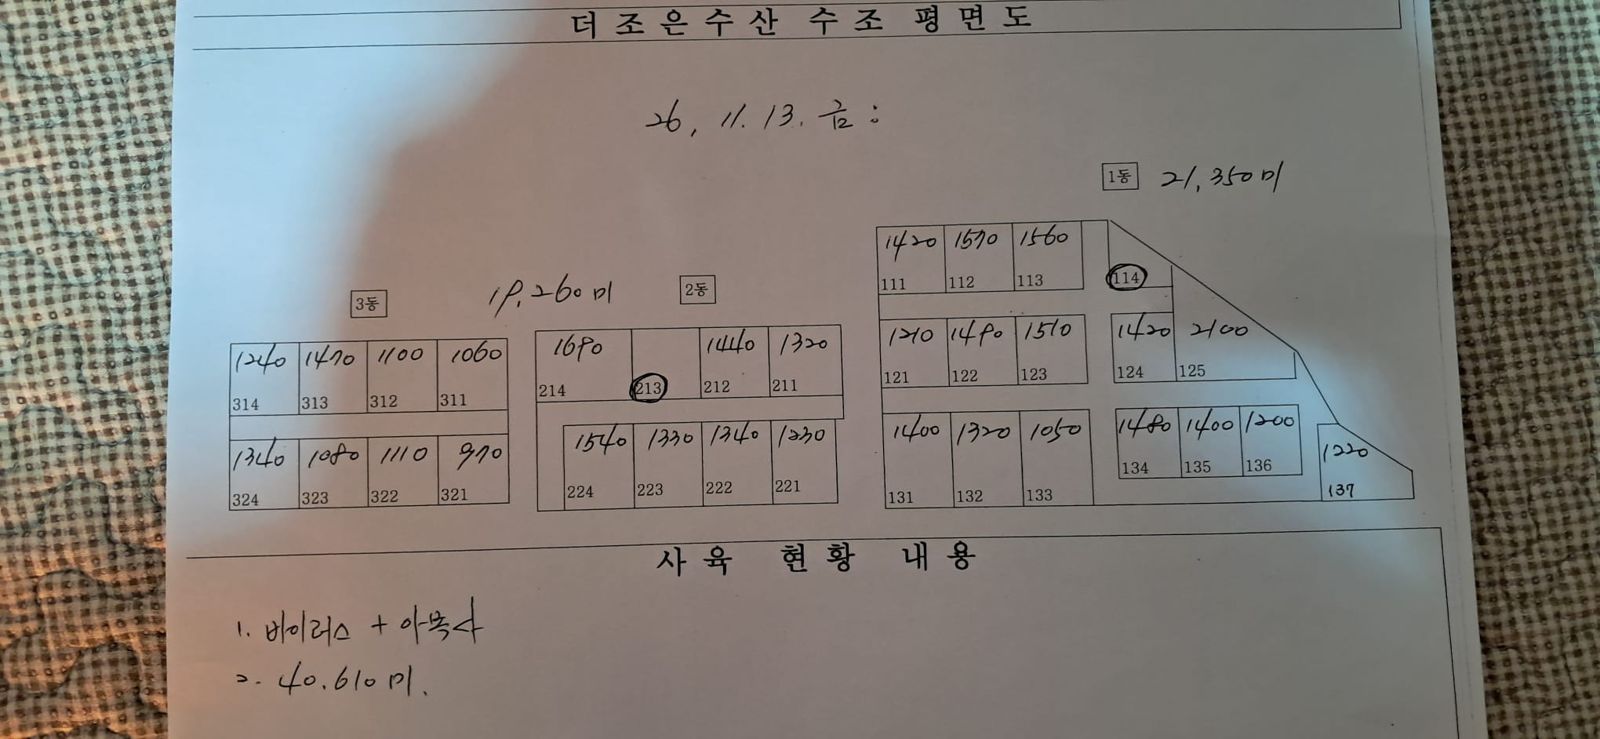 더조은수산 수조 평면도
26. 11. 13. 금:
1동 21,350미
1420 1570 1560
111 112 113 114
3동 19,260미 2동
1210 1480 1510 1420 2100
121 122 123 124 125
1240 1470 1100 1060 1680 1440 1320
314 313 312 311 214 213 212 211
1400 1320 1050 1480 1400 1200 1220
131 132 133 134 135 136 137
1340 1080 1110 970 1540 1330 1340 1230
324 323 322 321 224 223 222 221
사육 현황 내용
1. 바이러스 + 아목사
2. 40.610미.